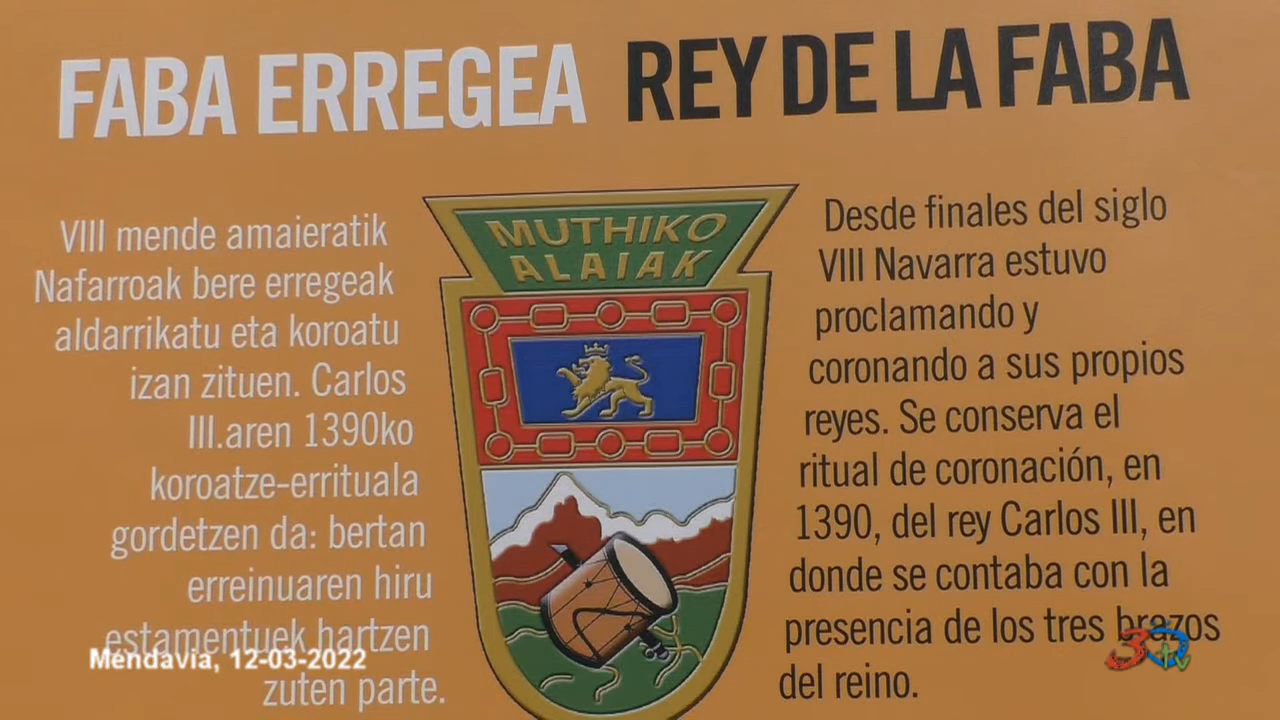 FABA ERREGEA
REY DE LA FABA
VIII mende amaieratik
Nafarroak bere erregeak
aldarrikatu eta koroatu
izan zituen. Carlos
III.aren 1390ko
koroatze-errituala
gordetzen da: bertan
erreinuaren hiru
estamentuek hartzen
zuten parte.
MUTHIKO
ALAIAK
Desde finales del siglo
VIII Navarra estuvo
proclamando y
coronando a sus propios
reyes. Se conserva el
ritual de coronación, en
1390, del rey Carlos III, en
donde se contaba con la
presencia de los tres brazos
del reino.
Mendavia, 12-03-2022